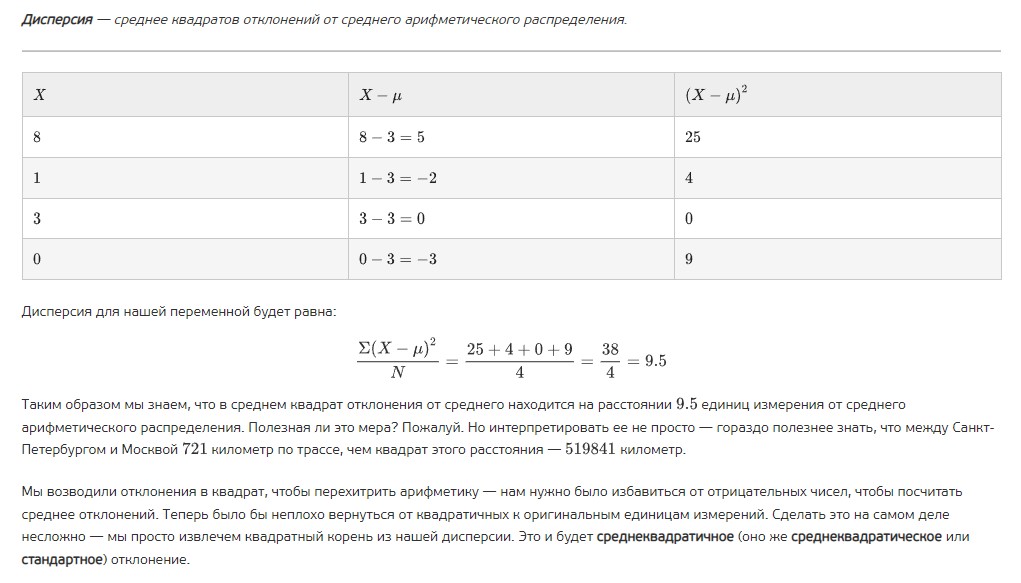 Дисперсия — среднее квадратов отклонений от среднего арифметического распределения.
X X − μ (X − μ)²
8 8 − 3 = 5 25
1 1 − 3 = −2 4
3 3 − 3 = 0 0
0 0 − 3 = −3 9
Дисперсия для нашей переменной будет равна:
Σ(X − μ)² / N = (25 + 4 + 0 + 9) / 4 = 38 / 4 = 9.5
Таким образом мы знаем, что в среднем квадрат отклонения от среднего находится на расстоянии 9.5 единиц измерения от среднего
арифметического распределения. Полезная ли это мера? Пожалуй. Но интерпретировать ее не просто — гораздо полезнее знать, что между Санкт-
Петербургом и Москвой 721 километр по трассе, чем квадрат этого расстояния — 519841 километр.
Мы возводили отклонения в квадрат, чтобы перехитрить арифметику — нам нужно было избавиться от отрицательных чисел, чтобы посчитать
среднее отклонений. Теперь было бы неплохо вернуться от квадратичных к оригинальным единицам измерений. Сделать это на самом деле
несложно — мы просто извлечем квадратный корень из нашей дисперсии. Это и будет среднеквадратичное (оно же среднеквадратическое или
стандартное) отклонение.